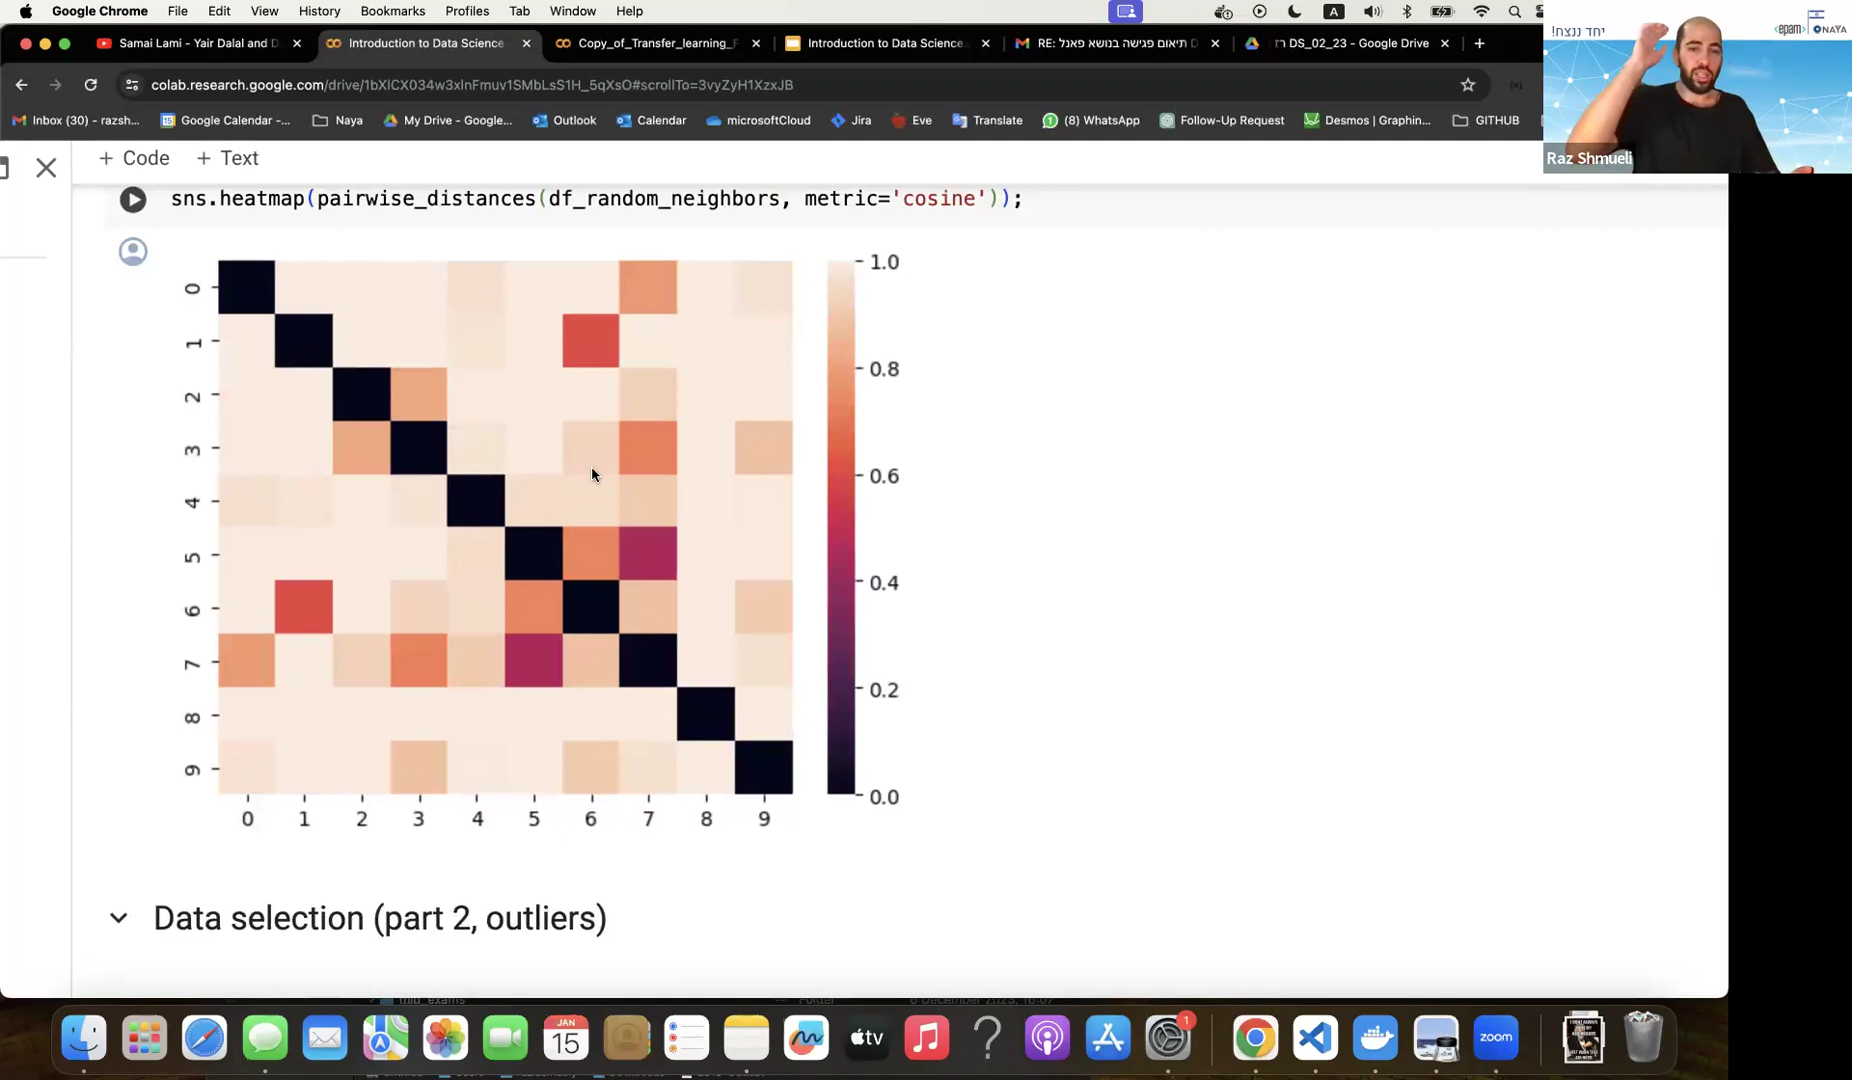 Google Chrome File Edit View History Bookmarks Profiles Tab Window Help
A
Samai Lami - Yair Dalal and D
Introduction to Data Science
Copy_of_Transfer_learning_F
Introduction to Data Science
RE: תיאום פגישה בנושא פאנל D
DS_02_23 - Google Drive
יחד ננצח!
<epam> NAYA
colab.research.google.com/drive/1bXlCX034w3xlnFmuv1SMbLsS1H_5qXsO#scrollTo=3vyZyH1XzxJB
Inbox (30) - razsh...
Google Calendar -...
Naya
My Drive - Google...
Outlook
Calendar
microsoftCloud
Jira
Eve
Translate
(8) WhatsApp
Follow-Up Request
Desmos | Graphin...
GITHUB
Raz Shmueli
+ Code + Text
sns.heatmap(pairwise_distances(df_random_neighbors, metric='cosine'));
0
1
2
3
4
5
6
7
8
9
0 1 2 3 4 5 6 7 8 9
1.0
0.8
0.6
0.4
0.2
0.0
Data selection (part 2, outliers)
JAN
15
tv
1
zoom